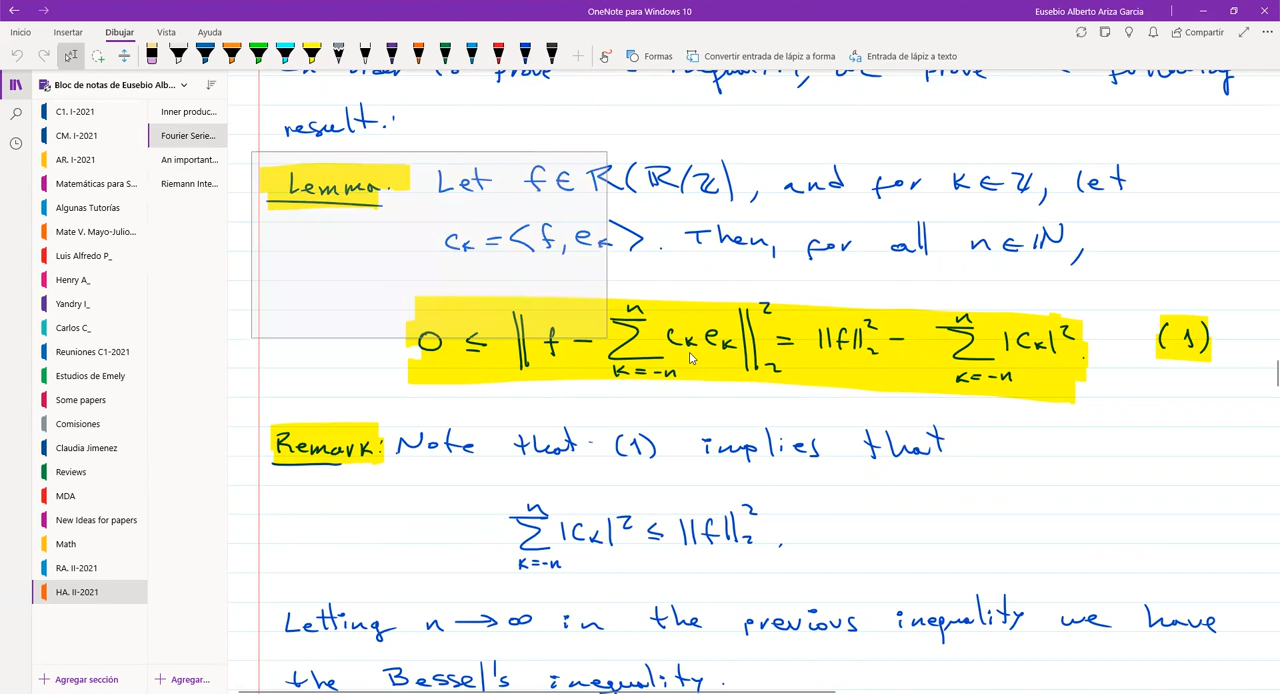 OneNote para Windows 10
Eusebio Alberto Ariza Garcia
Inicio Insertar Dibujar Vista Ayuda
Compartir
Formas Convertir entrada de lápiz a forma Entrada de lápiz a texto
Bloc de notas de Eusebio Alb...
C1. I-2021
CM. I-2021
AR. I-2021
Matemáticas para S...
Algunas Tutorías
Mate V. Mayo-Julio...
Luis Alfredo P_
Henry A_
Yandry I_
Carlos C_
Reuniones C1-2021
Estudios de Emely
Some papers
Comisiones
Claudia Jimenez
Reviews
MDA
New Ideas for papers
Math
RA. II-2021
HA. II-2021
Agregar sección
Inner produc...
Fourier Serie...
An important...
Riemann Inte...
Agregar...
prove inequality, we prove following
result.
Lemma. Let f ∈ R(ℝ/ℤ), and for k ∈ ℤ, let
c_k = <f, e_k>. Then, for all n ∈ ℕ,
0 ≤ || f - ∑_{k=-n}^{n} c_k e_k ||_2^2 = ||f||_2^2 - ∑_{k=-n}^{n} |c_k|^2. (1)
Remark: Note that (1) implies that
∑_{k=-n}^{n} |c_k|^2 ≤ ||f||_2^2.
Letting n → ∞ in the previous inequality we have
the Bessel's inequality.